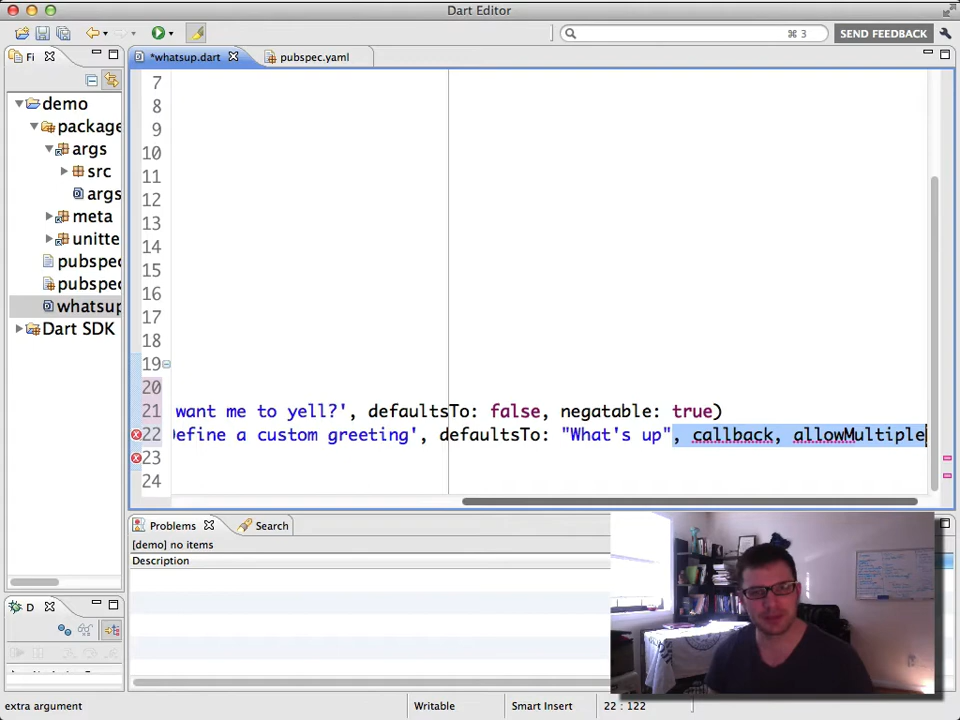 Dart Editor
⌘ 3
SEND FEEDBACK
Fi
*whatsup.dart
pubspec.yaml
demo
package
args
src
args
meta
unitte
pubspec
pubspec
whatsup
Dart SDK
7
8
9
10
11
12
13
14
15
16
17
18
19
20
21 want me to yell?', defaultsTo: false, negatable: true)
22 Define a custom greeting', defaultsTo: "What's up", callback, allowMultiple
23
24
Problems
Search
[demo] no items
Description
D
extra argument
Writable
Smart Insert
22 : 122